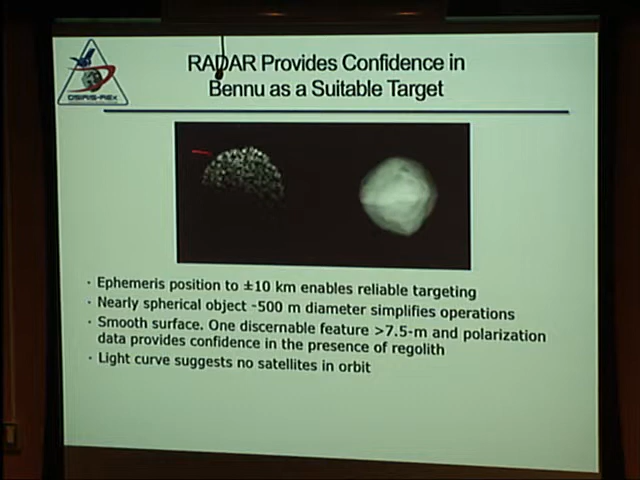 OSIRIS-REx
RADAR Provides Confidence in
Bennu as a Suitable Target
· Ephemeris position to ±10 km enables reliable targeting
· Nearly spherical object ~500 m diameter simplifies operations
· Smooth surface. One discernable feature >7.5-m and polarization
data provides confidence in the presence of regolith
· Light curve suggests no satellites in orbit